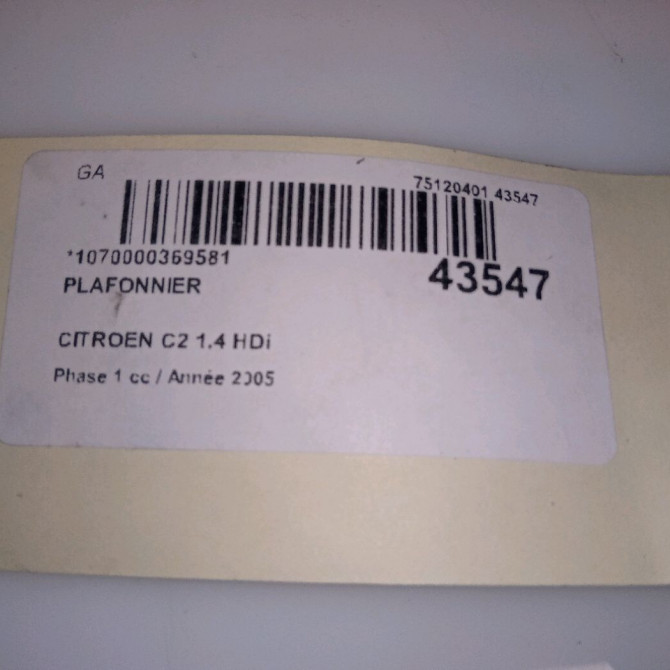 GA
75120401 43547
*1070000369581
43547
PLAFONNIER
CITROEN C2 1.4 HDi
Phase 1 cc / Année 2005